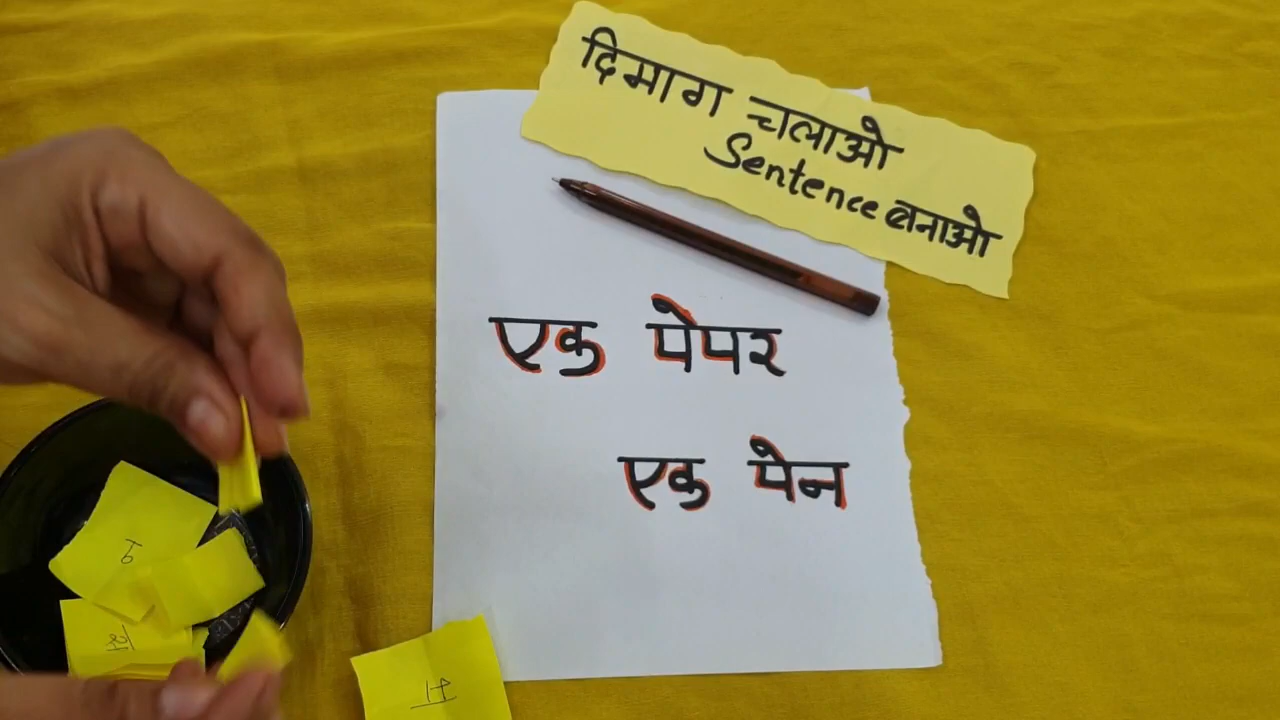 दिमाग चलाओ
Sentence बनाओ
एक पेपर
एक पेन
म